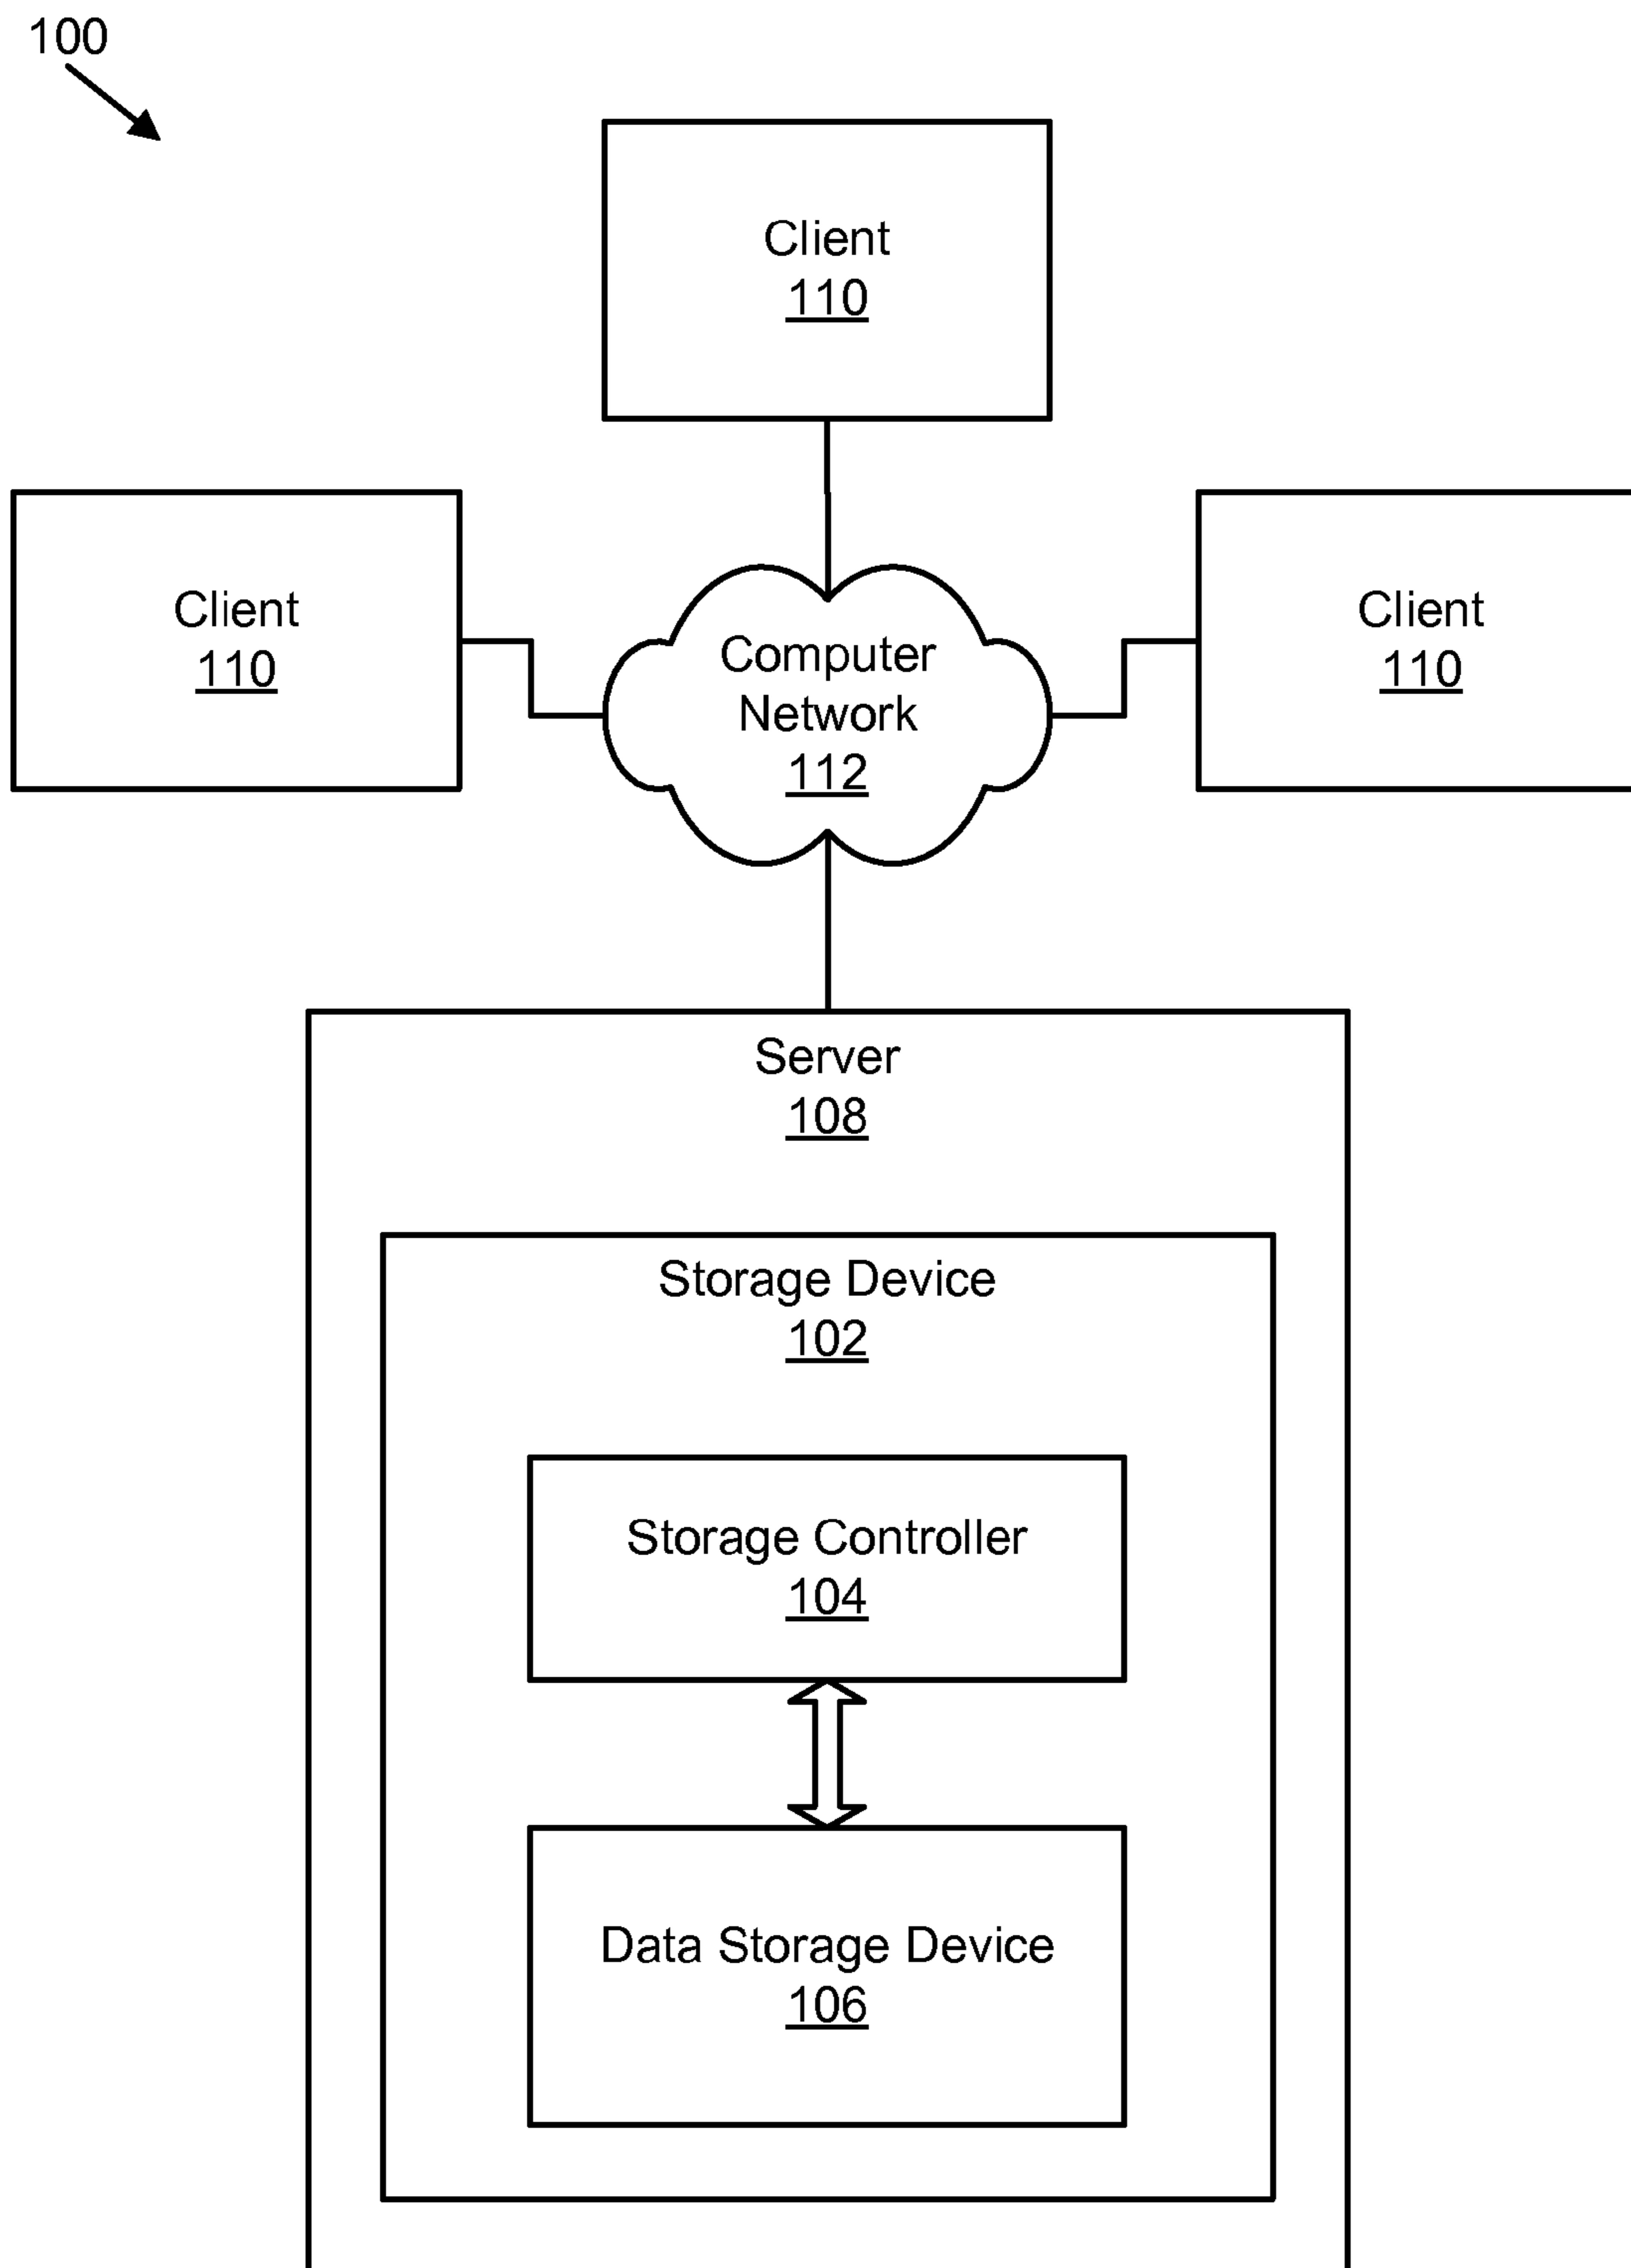 100
Client
110
Client
110
Client
110
Computer
Network
112
Server
108
Storage Device
102
Storage Controller
104
Data Storage Device
106